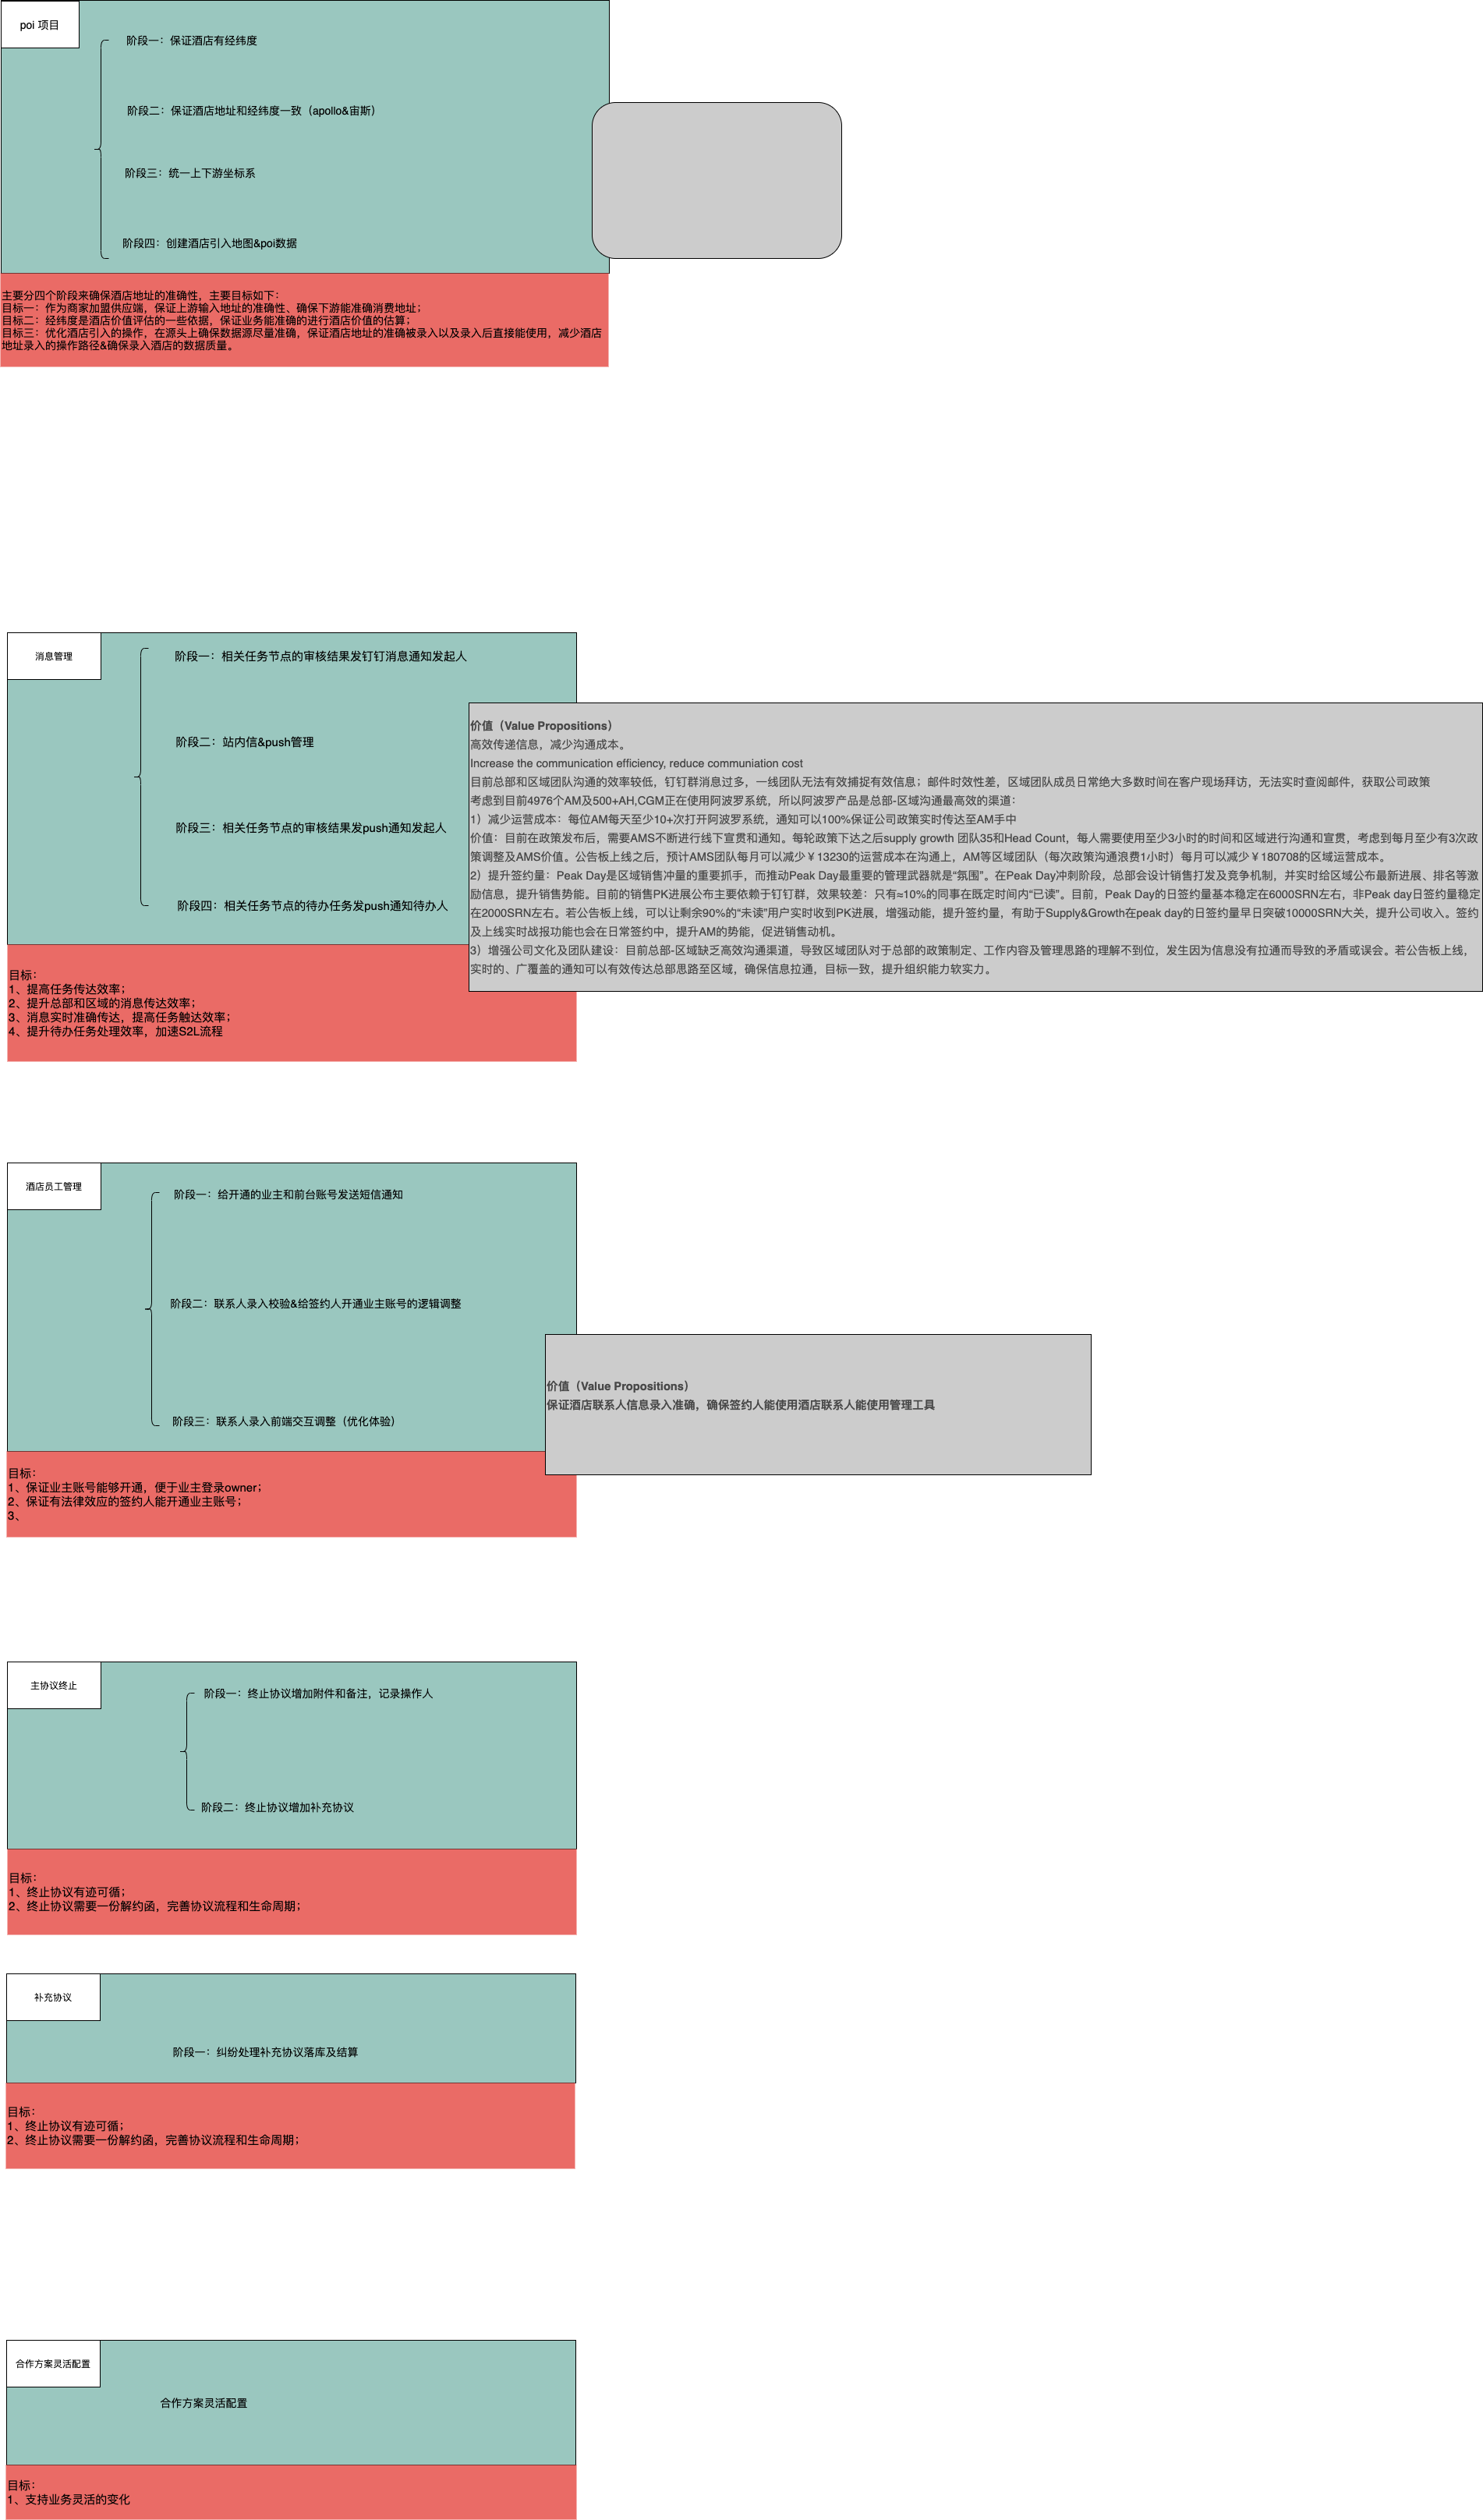 poi 项目
阶段一：保证酒店有经纬度
阶段二：保证酒店地址和经纬度一致（apollo&宙斯）
阶段三：统一上下游坐标系
阶段四：创建酒店引入地图&poi数据
主要分四个阶段来确保酒店地址的准确性，主要目标如下：
目标一：作为商家加盟供应端，保证上游输入地址的准确性、确保下游能准确消费地址；
目标二：经纬度是酒店价值评估的一些依据，保证业务能准确的进行酒店价值的估算；
目标三：优化酒店引入的操作，在源头上确保数据源尽量准确，保证酒店地址的准确被录入以及录入后直接能使用，减少酒店
地址录入的操作路径&确保录入酒店的数据质量。
消息管理
阶段一：相关任务节点的审核结果发钉钉消息通知发起人
阶段二：站内信&push管理
阶段三：相关任务节点的审核结果发push通知发起人
阶段四：相关任务节点的待办任务发push通知待办人
价值（Value Propositions）
高效传递信息，减少沟通成本。
Increase the communication efficiency, reduce communiation cost
目前总部和区域团队沟通的效率较低，钉钉群消息过多，一线团队无法有效捕捉有效信息；邮件时效性差，区域团队成员日常绝大多数时间在客户现场拜访，无法实时查阅邮件，获取公司政策
考虑到目前4976个AM及500+AH,CGM正在使用阿波罗系统，所以阿波罗产品是总部-区域沟通最高效的渠道：
1）减少运营成本：每位AM每天至少10+次打开阿波罗系统，通知可以100%保证公司政策实时传达至AM手中
价值：目前在政策发布后，需要AMS不断进行线下宣贯和通知。每轮政策下达之后supply growth 团队35和Head Count，每人需要使用至少3小时的时间和区域进行沟通和宣贯，考虑到每月至少有3次政
策调整及AMS价值。公告板上线之后，预计AMS团队每月可以减少￥13230的运营成本在沟通上，AM等区域团队（每次政策沟通浪费1小时）每月可以减少￥180708的区域运营成本。
2）提升签约量：Peak Day是区域销售冲量的重要抓手，而推动Peak Day最重要的管理武器就是“氛围”。在Peak Day冲刺阶段，总部会设计销售打发及竞争机制，并实时给区域公布最新进展、排名等激
励信息，提升销售势能。目前的销售PK进展公布主要依赖于钉钉群，效果较差：只有≈10%的同事在既定时间内“已读”。目前，Peak Day的日签约量基本稳定在6000SRN左右，非Peak day日签约量稳定
在2000SRN左右。若公告板上线，可以让剩余90%的“未读”用户实时收到PK进展，增强动能，提升签约量，有助于Supply&Growth在peak day的日签约量早日突破10000SRN大关，提升公司收入。签约
及上线实时战报功能也会在日常签约中，提升AM的势能，促进销售动机。
3）增强公司文化及团队建设：目前总部-区域缺乏高效沟通渠道，导致区域团队对于总部的政策制定、工作内容及管理思路的理解不到位，发生因为信息没有拉通而导致的矛盾或误会。若公告板上线，
实时的、广覆盖的通知可以有效传达总部思路至区域，确保信息拉通，目标一致，提升组织能力软实力。
目标：
1、提高任务传达效率；
2、提升总部和区域的消息传达效率；
3、消息实时准确传达，提高任务触达效率；
4、提升待办任务处理效率，加速S2L流程
酒店员工管理
阶段一：给开通的业主和前台账号发送短信通知
阶段二：联系人录入校验&给签约人开通业主账号的逻辑调整
阶段三：联系人录入前端交互调整（优化体验）
价值（Value Propositions）
保证酒店联系人信息录入准确，确保签约人能使用酒店联系人能使用管理工具
目标：
1、保证业主账号能够开通，便于业主登录owner；
2、保证有法律效应的签约人能开通业主账号；
3、
主协议终止
阶段一：终止协议增加附件和备注，记录操作人
阶段二：终止协议增加补充协议
目标：
1、终止协议有迹可循；
2、终止协议需要一份解约函，完善协议流程和生命周期；
补充协议
阶段一：纠纷处理补充协议落库及结算
目标：
1、终止协议有迹可循；
2、终止协议需要一份解约函，完善协议流程和生命周期；
合作方案灵活配置
合作方案灵活配置
目标：
1、支持业务灵活的变化